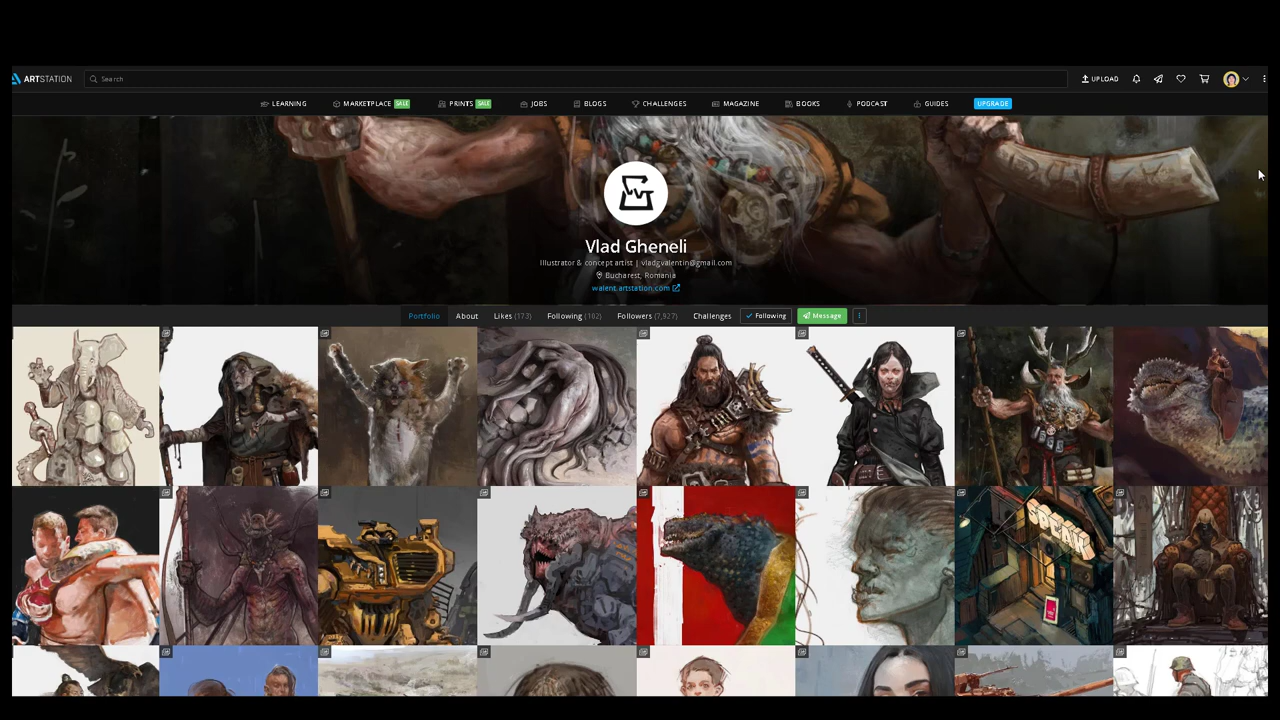 ARTSTATION Search UPLOAD
LEARNING MARKETPLACE SALE PRINTS SALE JOBS BLOGS CHALLENGES MAGAZINE BOOKS PODCAST GUIDES UPGRADE
Vlad Gheneli
Illustrator & concept artist | vladgvalentin@gmail.com
Bucharest, Romania
walent.artstation.com
Portfolio About Likes (173) Following (102) Followers (7,927) Challenges Following Message